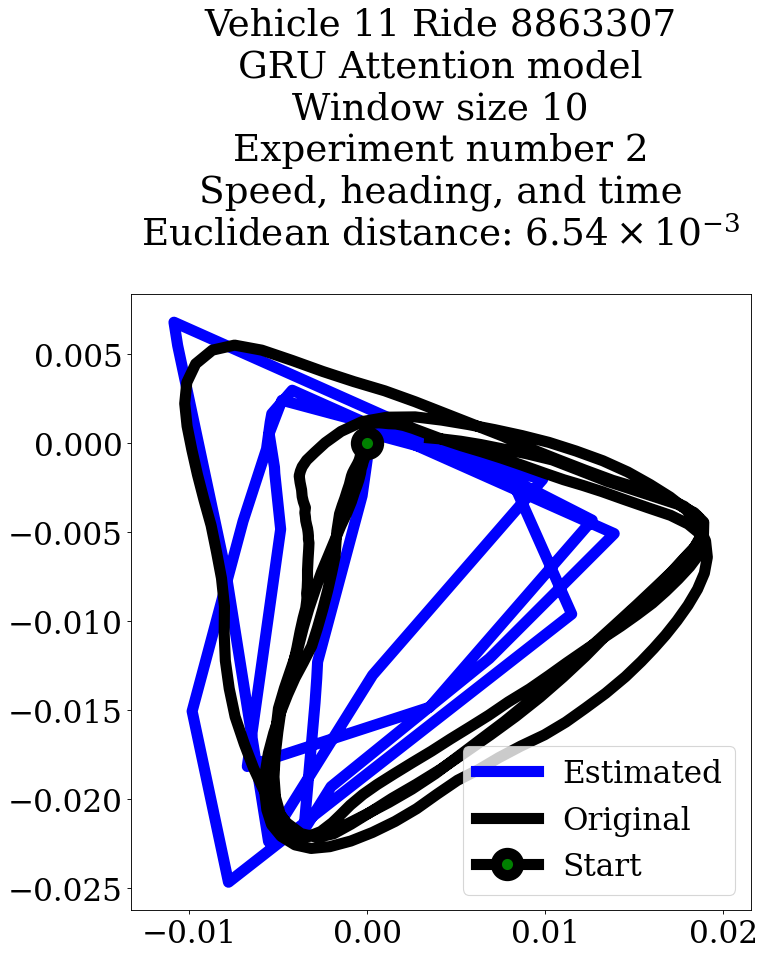 Vehicle 11 Ride 8863307
GRU Attention model
Window size 10
Experiment number 2
Speed, heading, and time
Euclidean distance: 6.54 × 10⁻³
0.005
0.000
−0.005
−0.010
−0.015
−0.020
−0.025
Estimated
Original
Start
−0.01 0.00 0.01 0.02